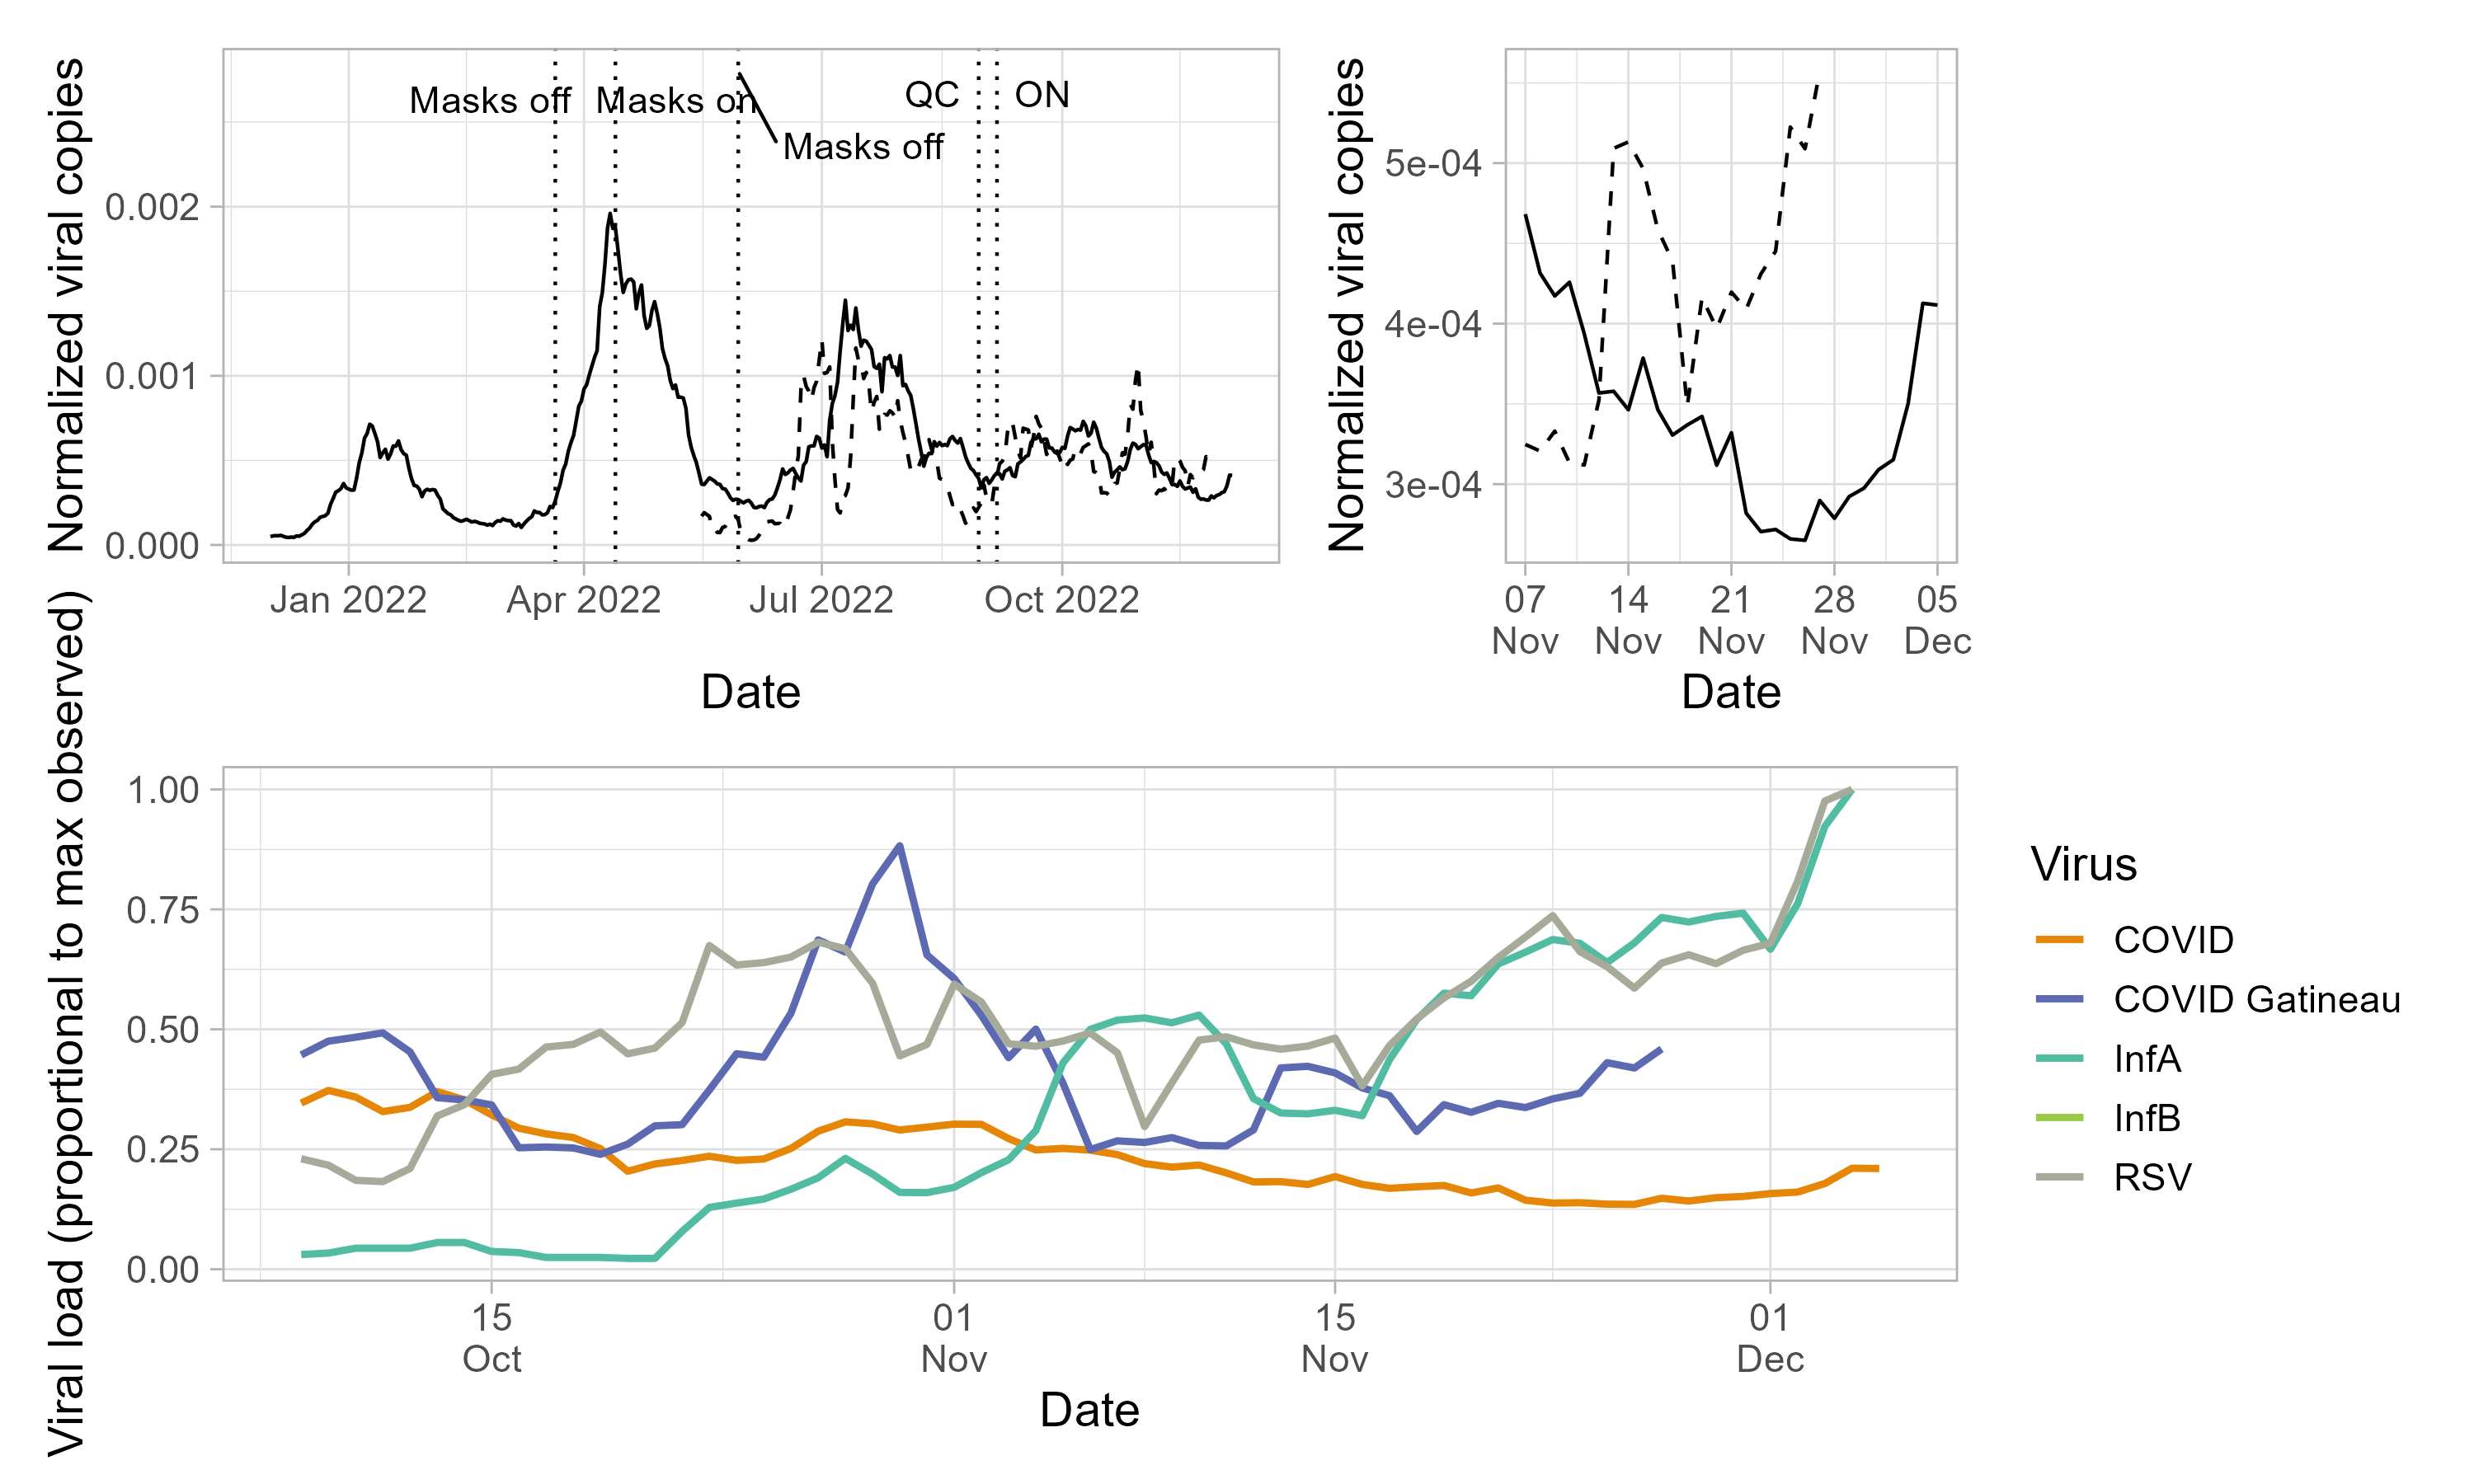 Normalized viral copies
0.002
0.001
0.000
Masks off
Masks on
Masks off
QC
ON
Jan 2022
Apr 2022
Jul 2022
Oct 2022
Date
Normalized viral copies
5e-04
4e-04
3e-04
07
Nov
14
Nov
21
Nov
28
Nov
05
Dec
Date
Viral load (proportional to max observed)
1.00
0.75
0.50
0.25
0.00
15
Oct
01
Nov
15
Nov
01
Dec
Date
Virus
COVID
COVID Gatineau
InfA
InfB
RSV